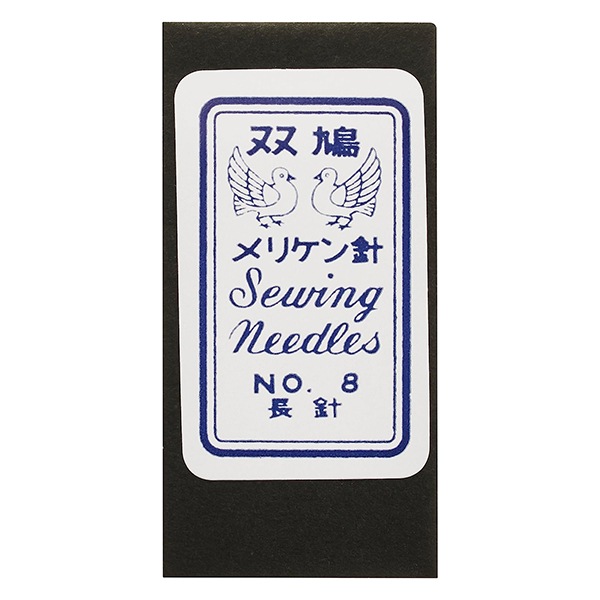 双鳩
メリケン針
Sewing
Needles
NO. 8
長針